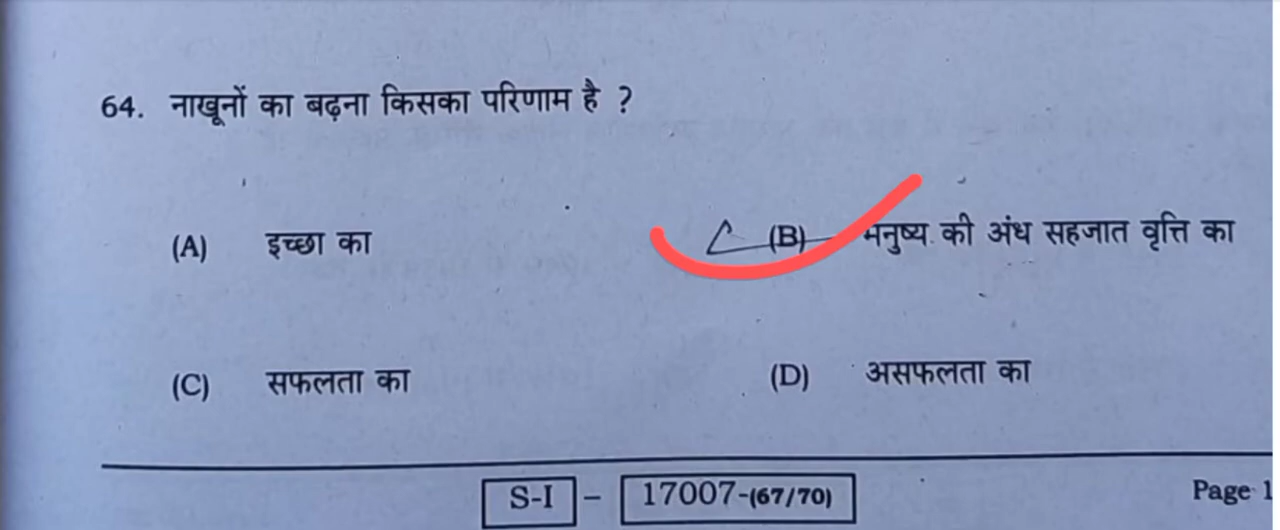 64. नाखूनों का बढ़ना किसका परिणाम है ?
(A) इच्छा का (B) मनुष्य की अंध सहजात वृत्ति का
(C) सफलता का (D) असफलता का
S-I – 17007-(67/70) Page 1